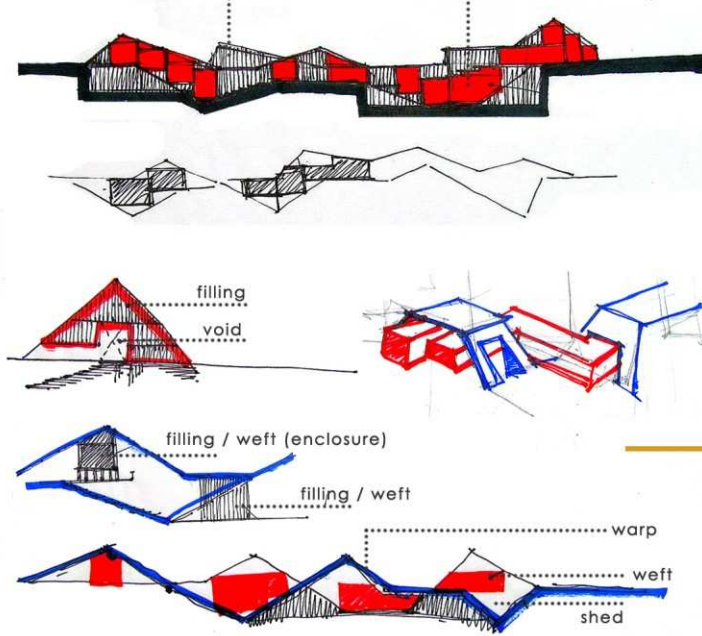 filling
void
filling / weft (enclosure)
filling / weft
warp
weft
shed